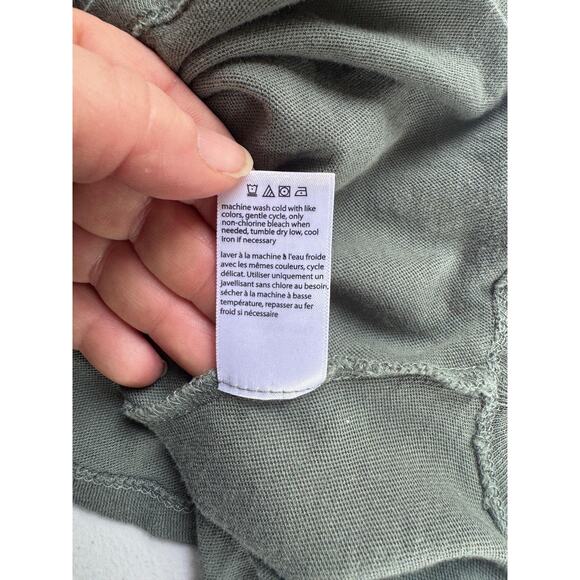 machine wash cold with like
colors, gentle cycle, only
non-chlorine bleach when
needed, tumble dry low, cool
iron if necessary
laver à la machine à l'eau froide
avec les mêmes couleurs, cycle
délicat. Utiliser uniquement un
javellisant sans chlore au besoin,
sécher à la machine à basse
température, repasser au fer
froid si nécessaire